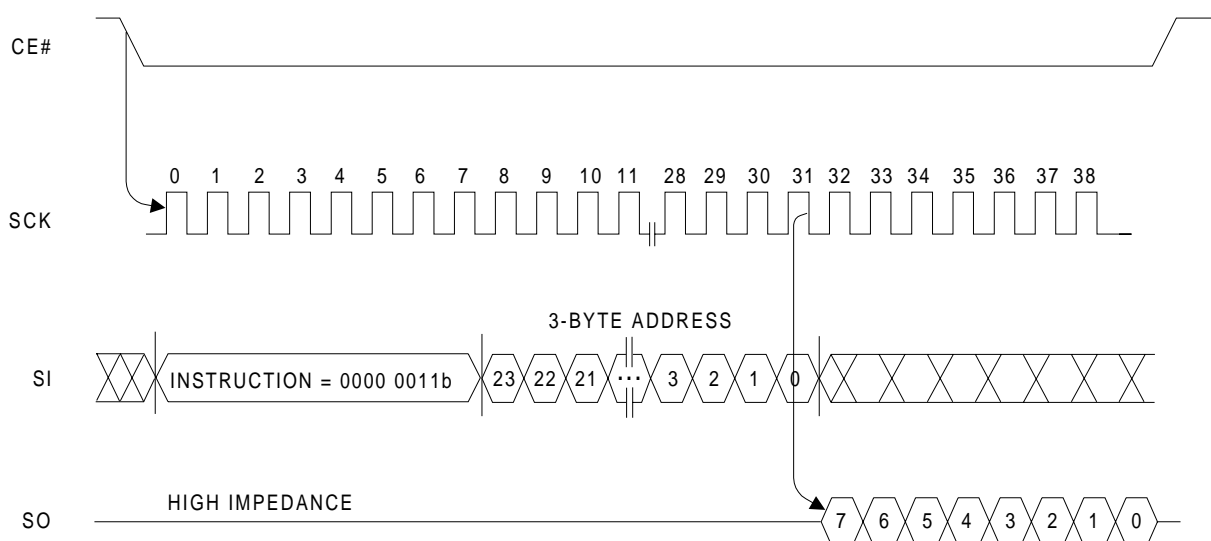 CE#
0 1 2 3 4 5 6 7 8 9 10 11 28 29 30 31 32 33 34 35 36 37 38
SCK
3-BYTE ADDRESS
SI INSTRUCTION = 0000 0011b 23 22 21 ... 3 2 1 0
HIGH IMPEDANCE
SO 7 6 5 4 3 2 1 0